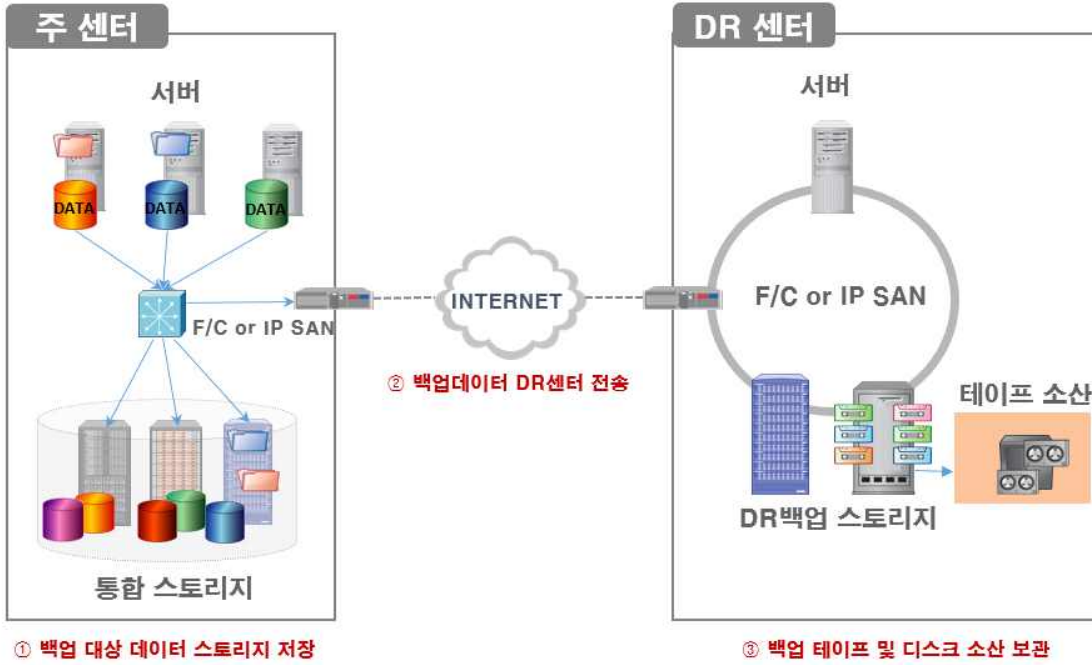 주 센터
DR 센터
서버
서버
DATA
DATA
DATA
INTERNET
F/C or IP SAN
F/C or IP SAN
② 백업데이터 DR센터 전송
테이프 소산
DR백업 스토리지
통합 스토리지
① 백업 대상 데이터 스토리지 저장
③ 백업 테이프 및 디스크 소산 보관